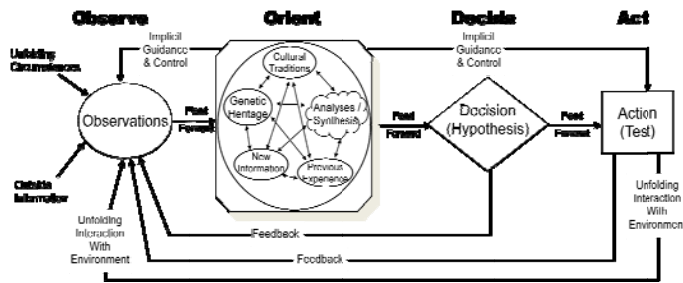 Observe
Orient
Decide
Act
Implicit
Guidance
& Control
Implicit
Guidance
& Control
Unfolding
Circumstances
Cultural
Traditions
Genetic
Heritage
Analyses /
Synthesis
New
Information
Previous
Experience
Observations
Feed
Forward
Feed
Forward
Decision
(Hypothesis)
Feed
Forward
Action
(Test)
Outside
Information
Unfolding
Interaction
With
Environment
Unfolding
Interaction
With
Environmen
Feedback
Feedback